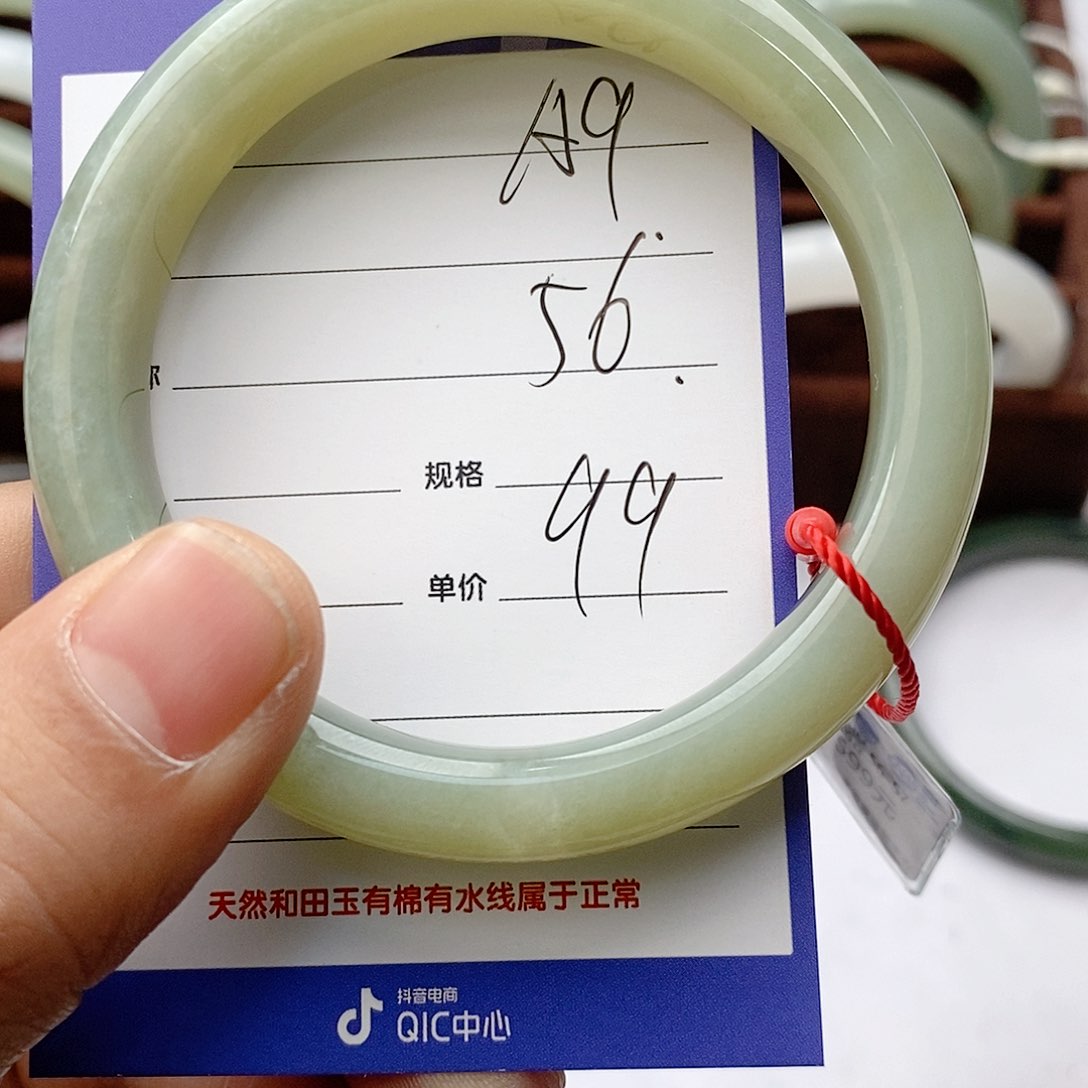 A9
56.
规格
99
单价
天然和田玉有棉有水线属于正常
抖音电商
QIC中心